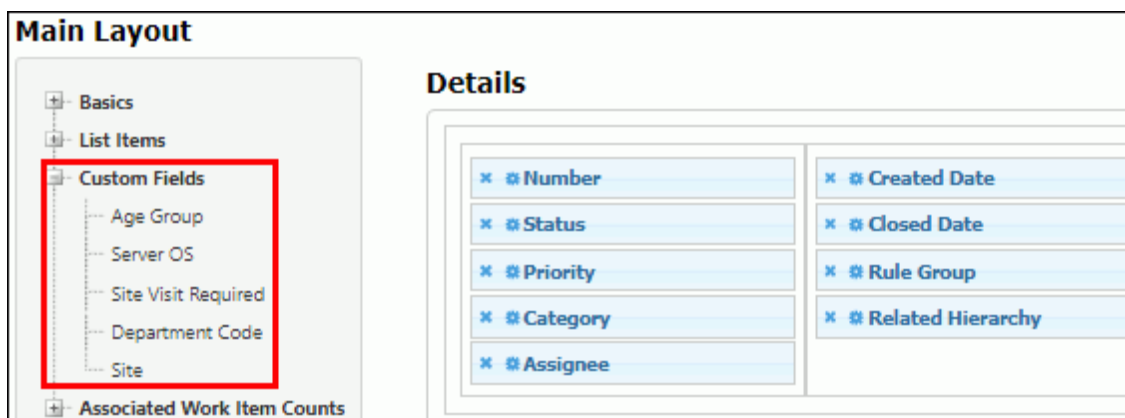 Main Layout
Basics
List Items
Custom Fields
Age Group
Server OS
Site Visit Required
Department Code
Site
Associated Work Item Counts
Details
Number
Status
Priority
Category
Assignee
Created Date
Closed Date
Rule Group
Related Hierarchy